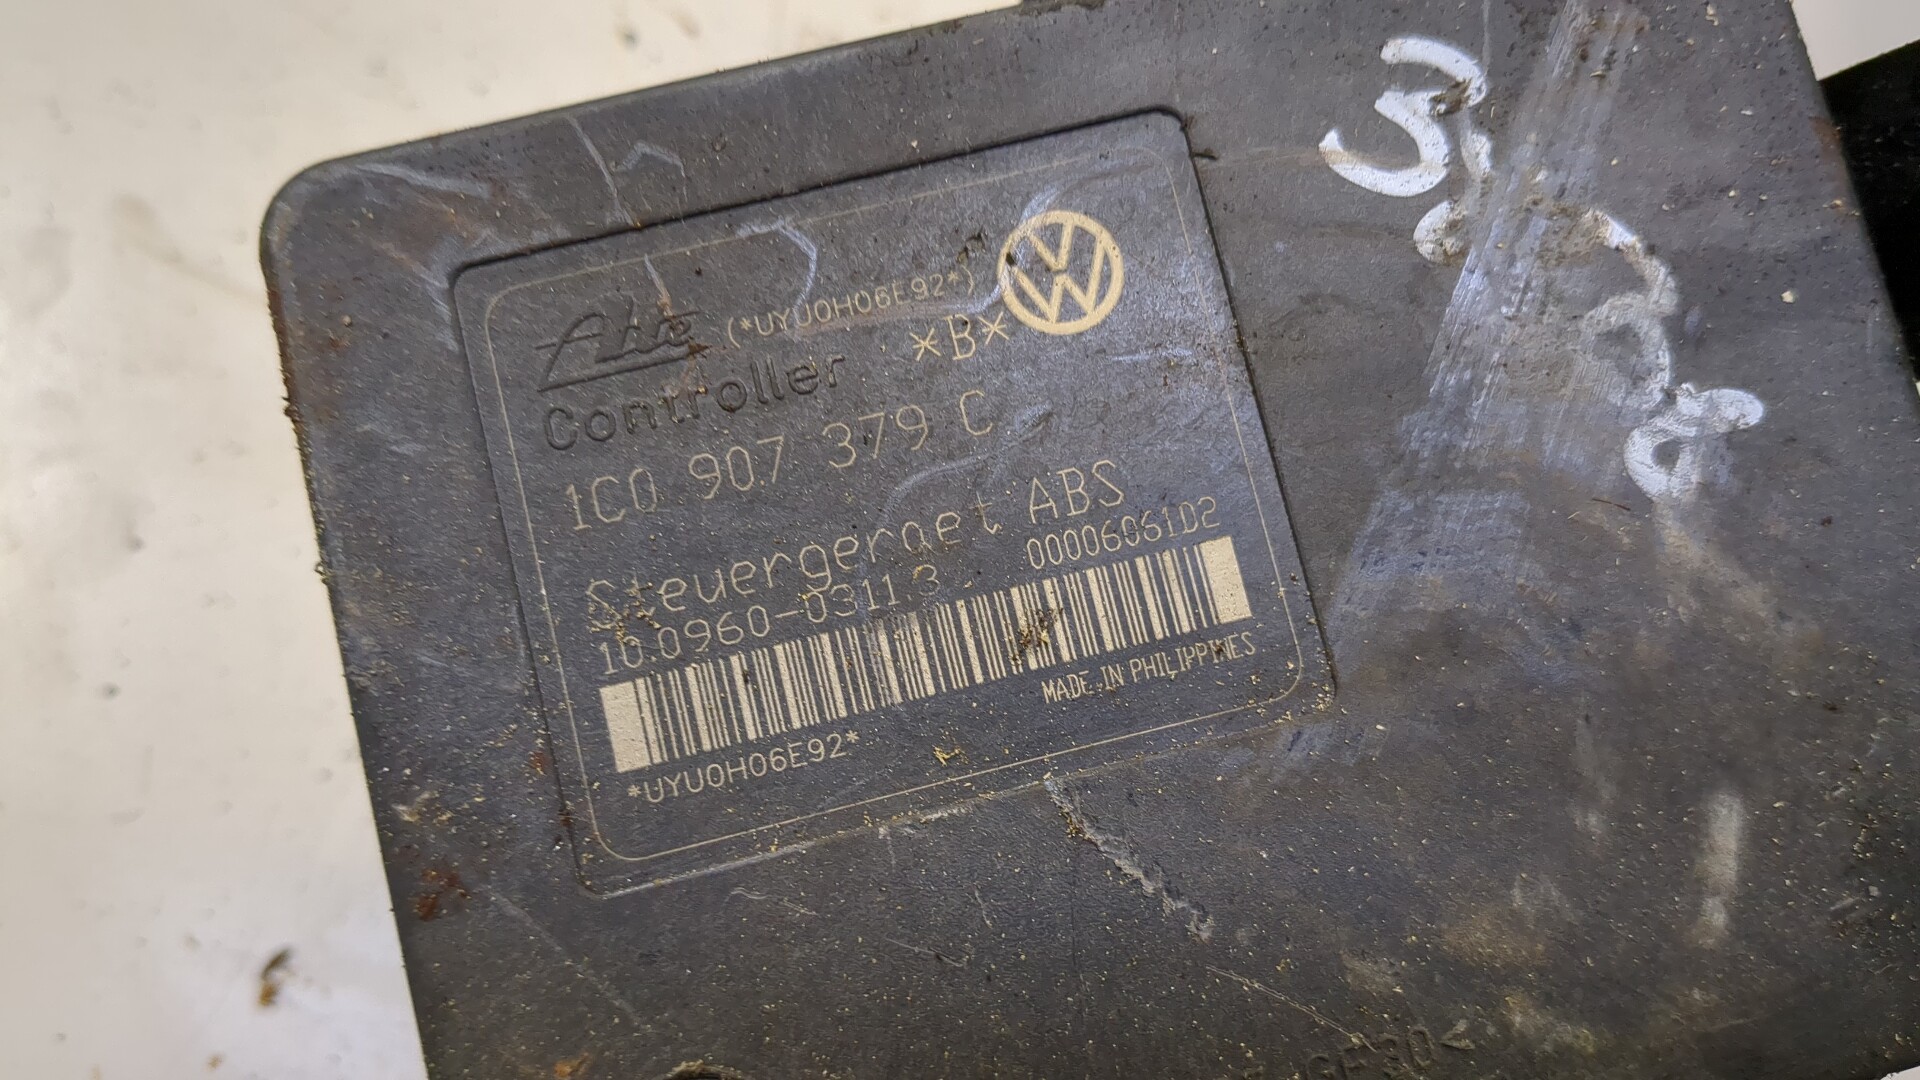 Ate (*UYU0H06E92*)
Controller *B*
1C0 907 379 C
Steuergeraet ABS
10.0960-0311.3 0000606102
MADE IN PHILIPPINES
*UYU0H06E92*